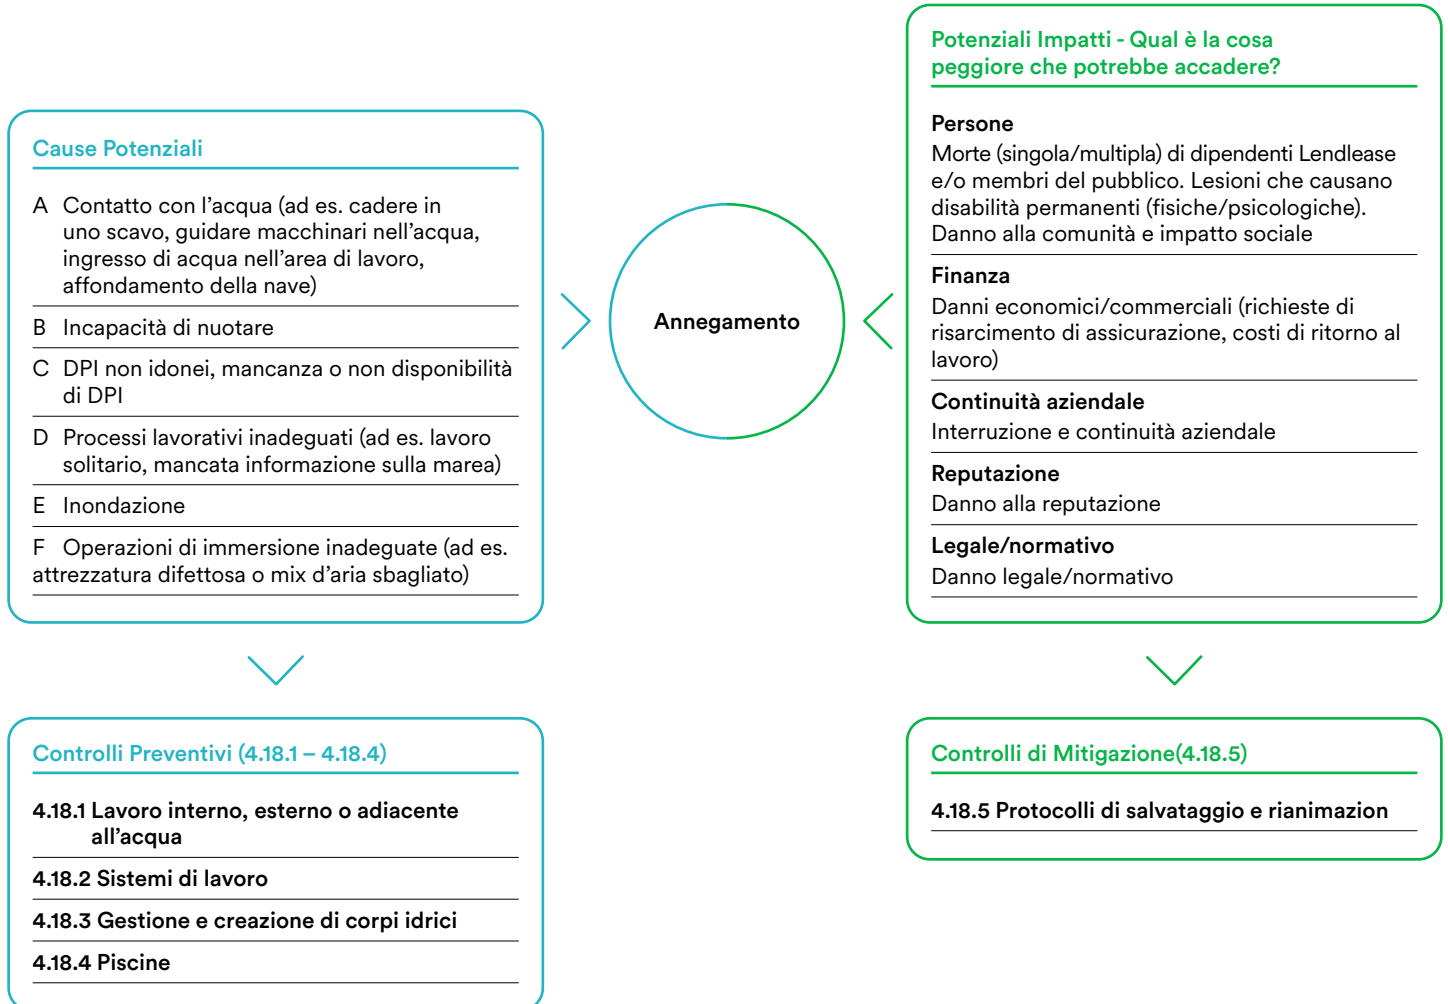 Cause Potenziali
A Contatto con l'acqua (ad es. cadere in
uno scavo, guidare macchinari nell'acqua,
ingresso di acqua nell'area di lavoro,
affondamento della nave)
B Incapacità di nuotare
C DPI non idonei, mancanza o non disponibilità
di DPI
D Processi lavorativi inadeguati (ad es. lavoro
solitario, mancata informazione sulla marea)
E Inondazione
F Operazioni di immersione inadeguate (ad es.
attrezzatura difettosa o mix d'aria sbagliato)
Annegamento
Potenziali Impatti - Qual è la cosa
peggiore che potrebbe accadere?
Persone
Morte (singola/multipla) di dipendenti Lendlease
e/o membri del pubblico. Lesioni che causano
disabilità permanenti (fisiche/psicologiche).
Danno alla comunità e impatto sociale
Finanza
Danni economici/commerciali (richieste di
risarcimento di assicurazione, costi di ritorno al
lavoro)
Continuità aziendale
Interruzione e continuità aziendale
Reputazione
Danno alla reputazione
Legale/normativo
Danno legale/normativo
Controlli Preventivi (4.18.1 – 4.18.4)
4.18.1 Lavoro interno, esterno o adiacente
all'acqua
4.18.2 Sistemi di lavoro
4.18.3 Gestione e creazione di corpi idrici
4.18.4 Piscine
Controlli di Mitigazione(4.18.5)
4.18.5 Protocolli di salvataggio e rianimazion